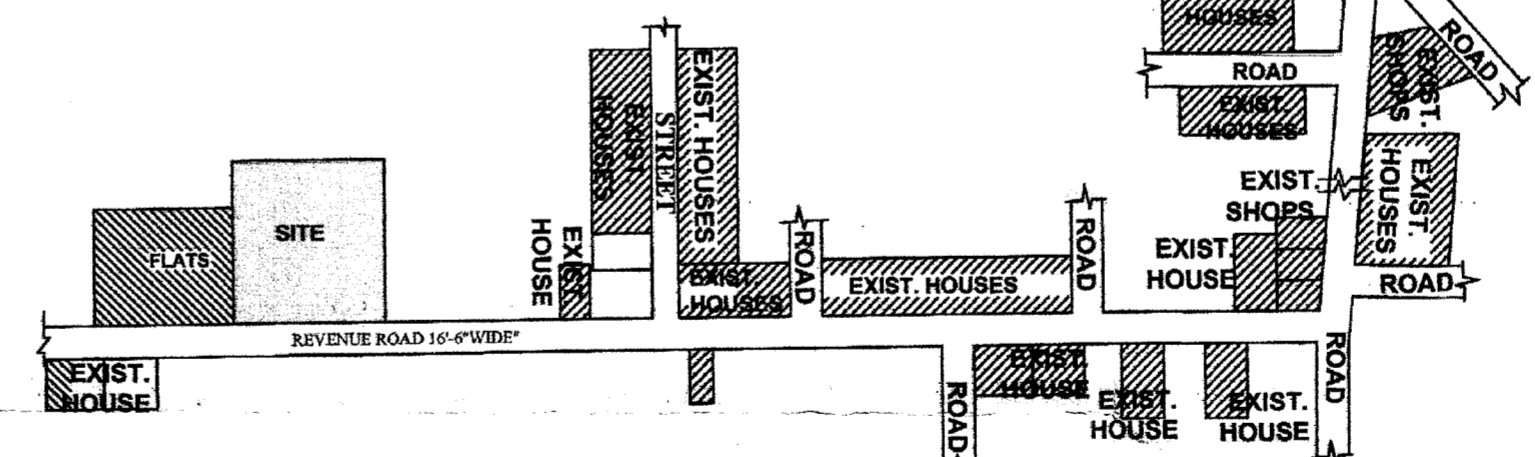 HOUSES
ROAD
ROAD
EXIST.
SHOPS
EXIST.
HOUSES
EXIST
HOUSES
STREET
EXIST. HOUSES
EXIST.
HOUSES
EXIST.
SHOPS
SITE
FLATS
EXIST.
HOUSE
EXIST.
HOUSES
ROAD
EXIST. HOUSES
ROAD
EXIST.
HOUSE
ROAD
REVENUE ROAD 16'-6"WIDE"
EXIST.
HOUSE
ROAD
EXIST.
HOUSE
EXIST.
HOUSE
EXIST.
HOUSE
ROAD